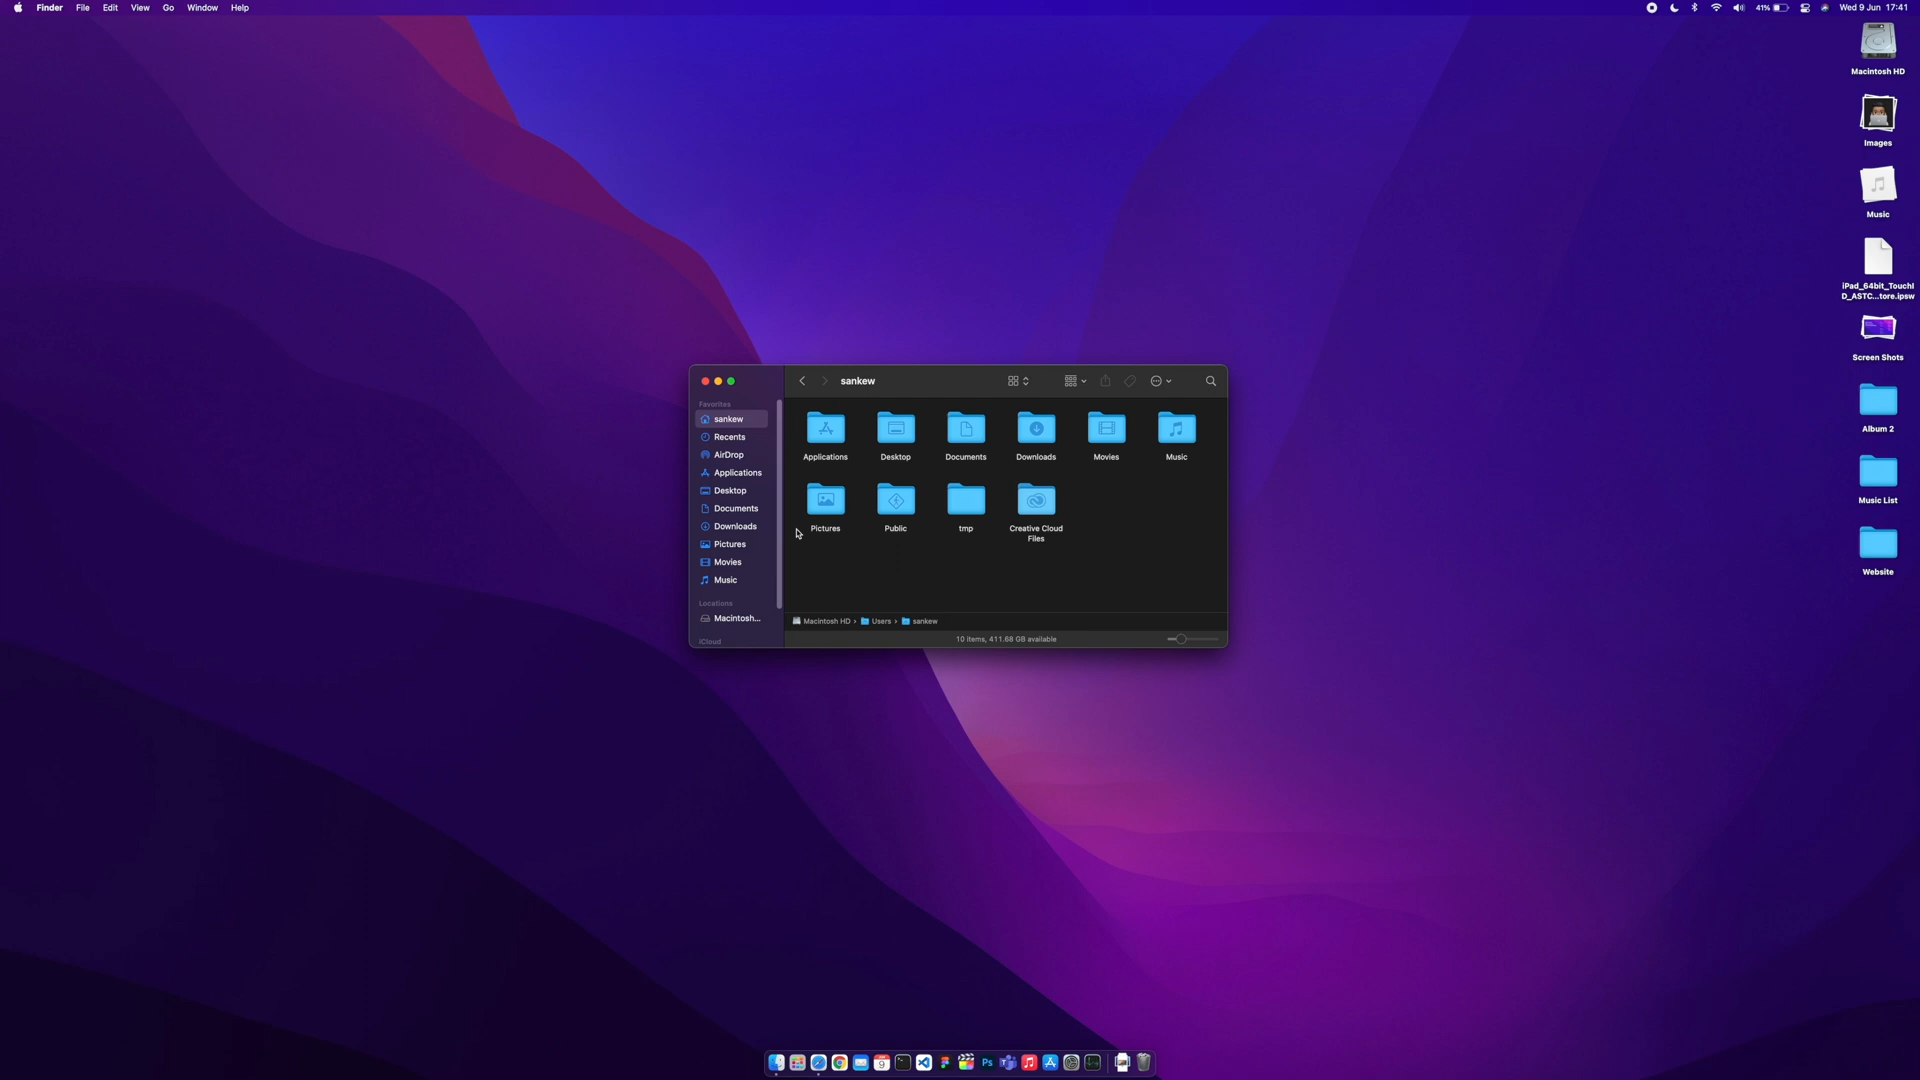 Finder File Edit View Go Window Help
41% Wed 9 Jun 17:41
Macintosh HD
Images
Music
iPad_64bit_TouchI
D_ASTC...tore.ipsw
Screen Shots
Album 2
Music List
Website
sankew
Favorites
sankew
Recents
AirDrop
Applications
Desktop
Documents
Downloads
Pictures
Movies
Music
Locations
Macintosh...
iCloud
Applications Desktop Documents Downloads Movies Music
Pictures Public tmp Creative Cloud
Files
Macintosh HD › Users › sankew
10 items, 411.68 GB available
9
Ps